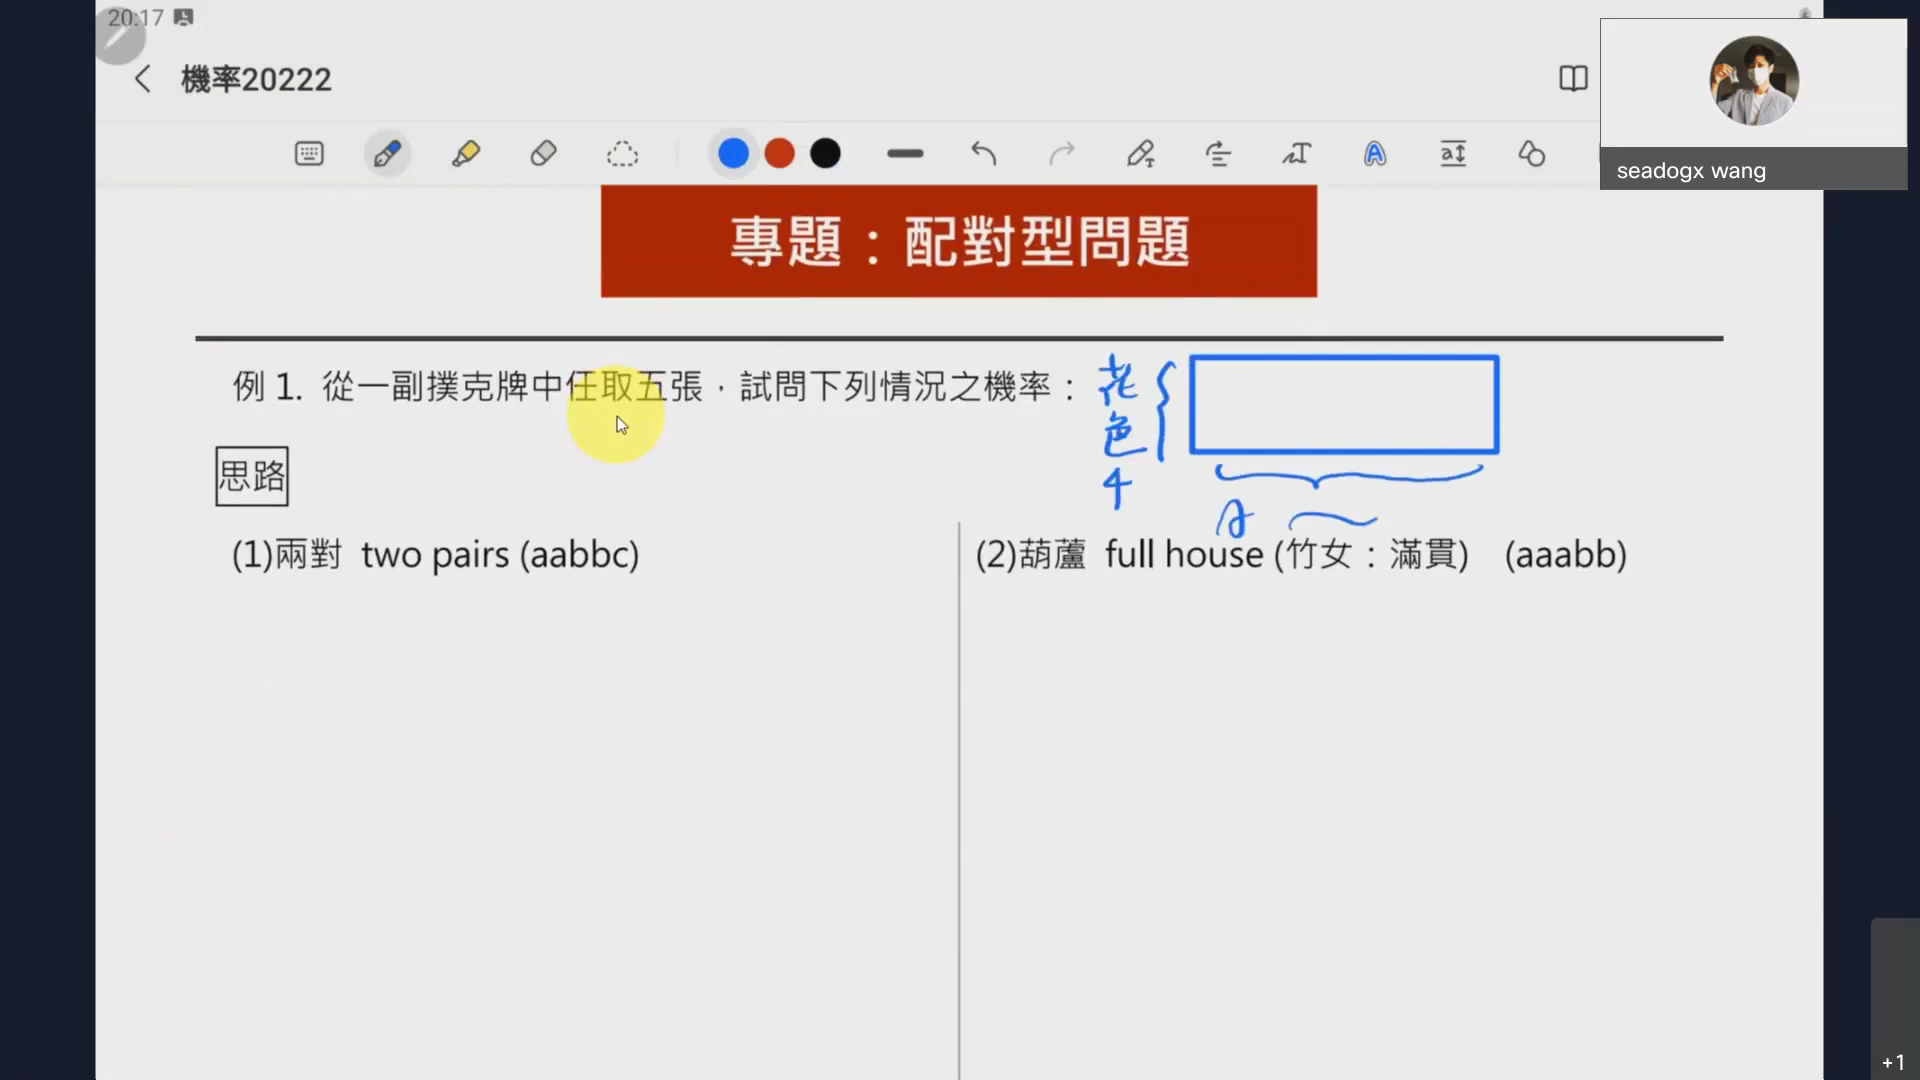 20:17
機率20222
seadogx wang
專題：配對型問題
例 1. 從一副撲克牌中任取五張，試問下列情況之機率：
花色4
A ~
思路
(1)兩對 two pairs (aabbc)
(2)葫蘆 full house (竹女：滿貫) (aaabb)
+1